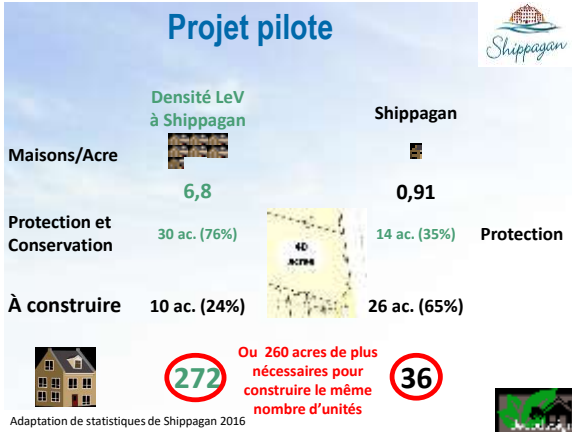 Projet pilote
Shippagan
Densité LeV
à Shippagan
Shippagan
Maisons/Acre
6,8
0,91
Protection et
Conservation
30 ac. (76%)
40
acres
14 ac. (35%)
Protection
À construire
10 ac. (24%)
26 ac. (65%)
272
Ou 260 acres de plus
nécessaires pour
construire le même
nombre d'unités
36
Adaptation de statistiques de Shippagan 2016